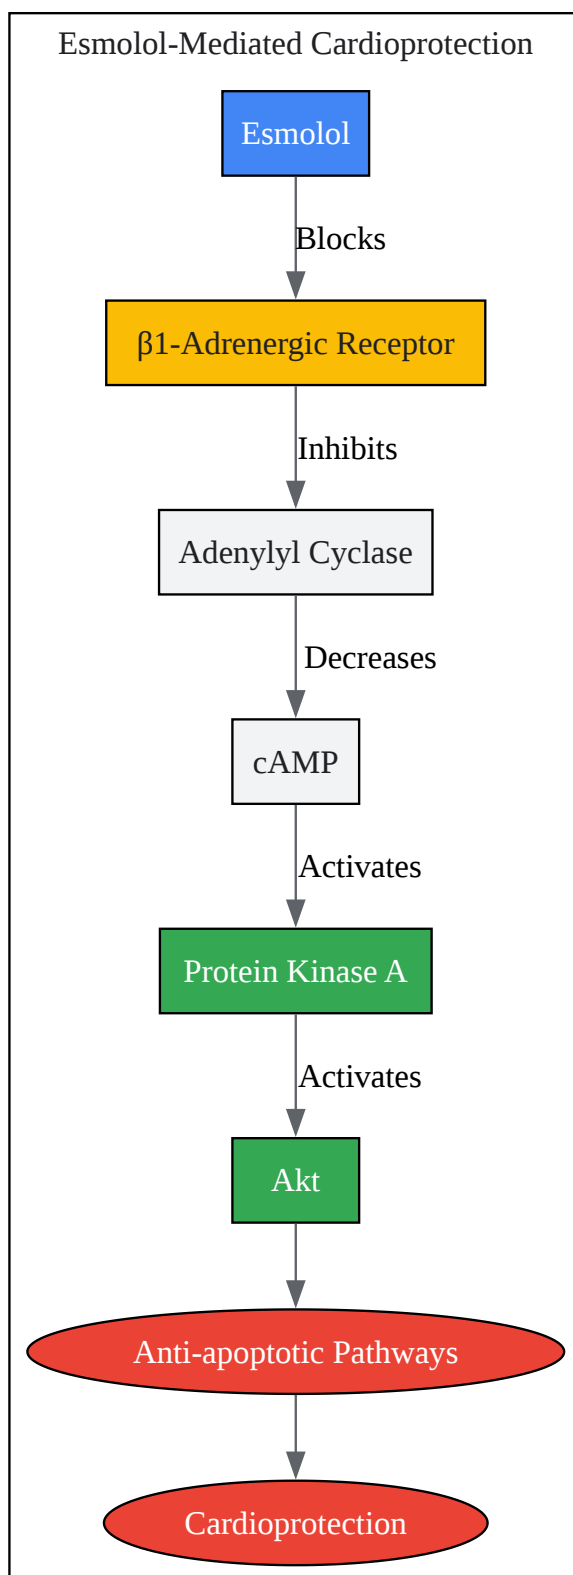 Esmolol-Mediated Cardioprotection
Esmolol
Blocks
β1-Adrenergic Receptor
Inhibits
Adenylyl Cyclase
Decreases
cAMP
Activates
Protein Kinase A
Activates
Akt
Anti-apoptotic Pathways
Cardioprotection